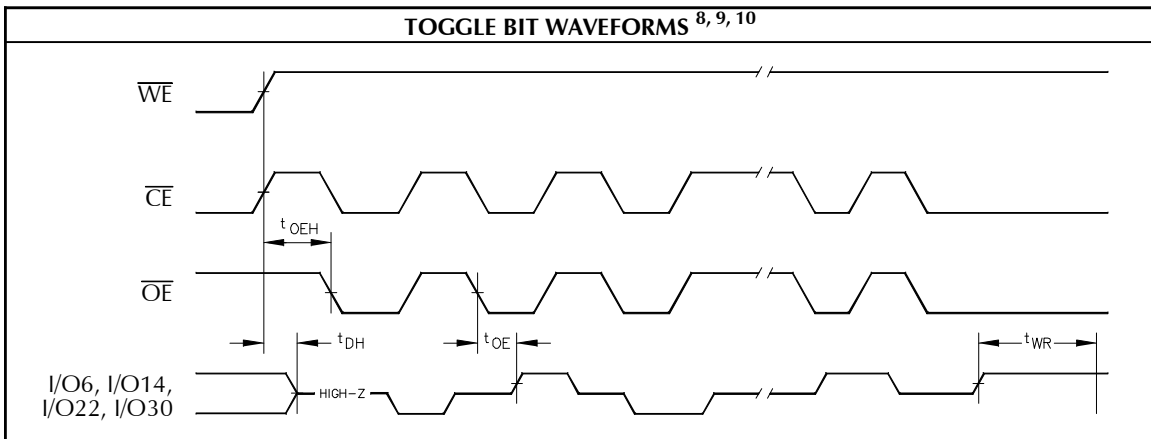 TOGGLE BIT WAVEFORMS 8, 9, 10
WE
CE
t OEH
OE
t DH
t OE
t WR
I/O6, I/O14,
I/O22, I/O30
HIGH-Z